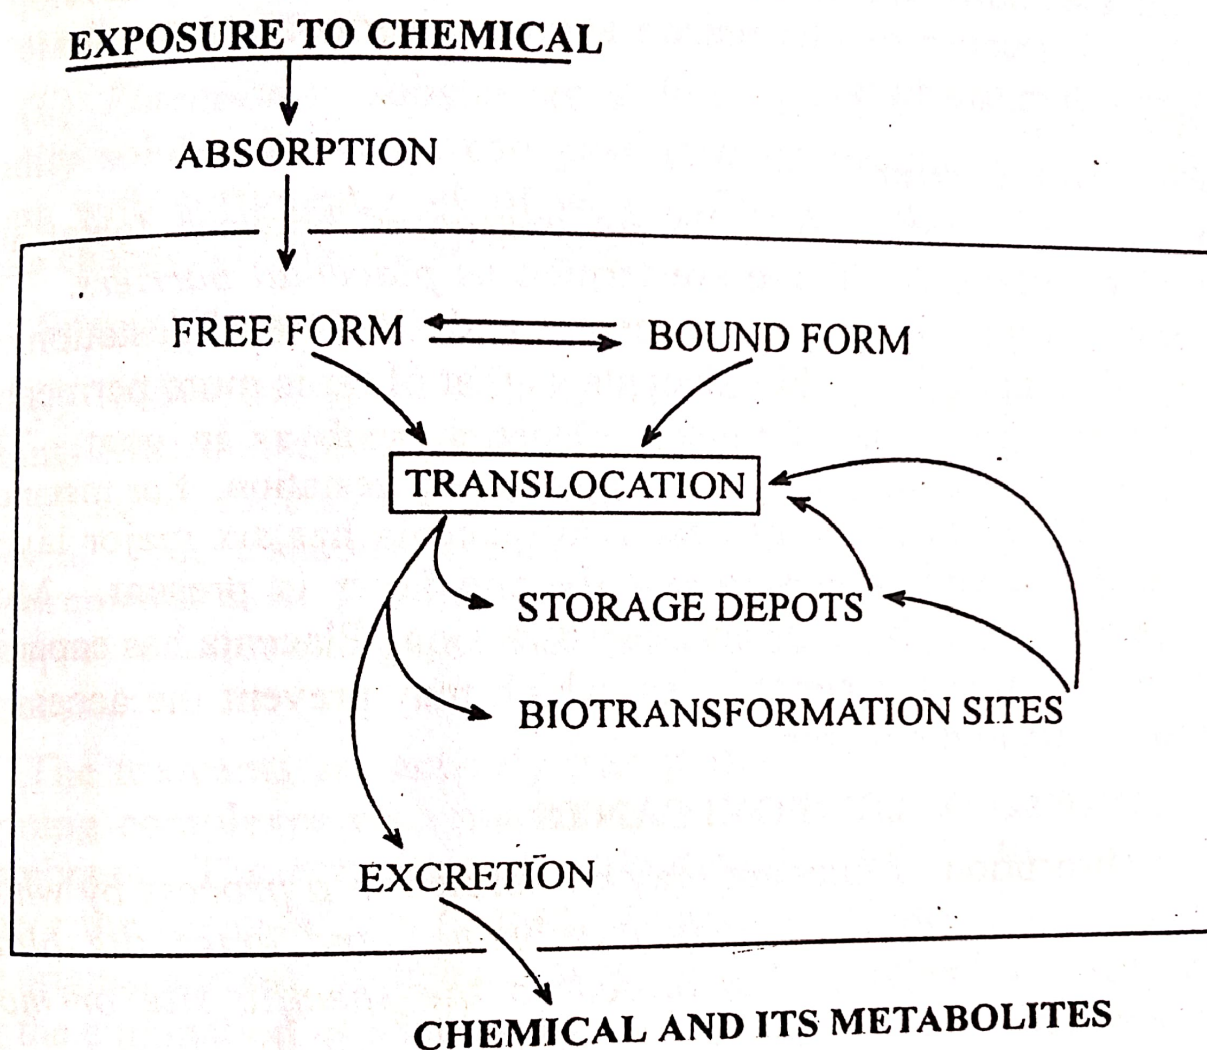 EXPOSURE TO CHEMICAL
ABSORPTION
FREE FORM
BOUND FORM
TRANSLOCATION
STORAGE DEPOTS
BIOTRANSFORMATION SITES
EXCRETION
CHEMICAL AND ITS METABOLITES